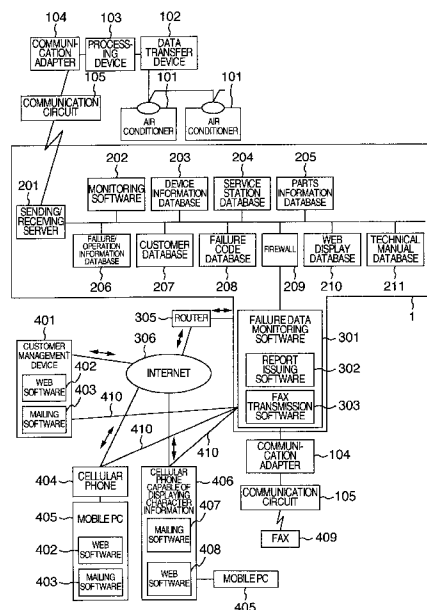 104
103
102
COMMUNI-
CATION
ADAPTER
PROCESS-
ING
DEVICE
DATA
TRANSFER
DEVICE
105
COMMUNICATION
CIRCUIT
101
101
AIR
CONDITIONER
AIR
CONDITIONER
202
203
204
205
201
MONITORING
SOFTWARE
DEVICE
INFORMATION
DATABASE
SERVICE
STATION
DATABASE
PARTS
INFORMATION
DATABASE
SENDING/
RECEIVING
SERVER
FAILURE/
OPERATION
INFORMATION
DATABASE
CUSTOMER
DATABASE
FAILURE
CODE
DATABASE
FIREWALL
WEB
DISPLAY
DATABASE
TECHNICAL
MANUAL
DATABASE
206
207
208
209
210
211
1
401
305
ROUTER
306
INTERNET
CUSTOMER
MANAGEMENT
DEVICE
402
WEB
SOFTWARE
403
MAILING
SOFTWARE
410
FAILURE DATA
MONITORING
SOFTWARE
301
REPORT
ISSUING
SOFTWARE
302
FAX
TRANSMISSION
SOFTWARE
303
410
410
404
CELLULAR
PHONE
405
MOBILE PC
402
WEB
SOFTWARE
403
MAILING
SOFTWARE
CELLULAR
PHONE CAPABLE
OF DISPLAYING
CHARACTER
INFORMATION
406
407
MAILING
SOFTWARE
408
WEB
SOFTWARE
MOBILE PC
405
COMMUNI-
CATION
ADAPTER
104
COMMUNICATION
CIRCUIT
105
FAX
409